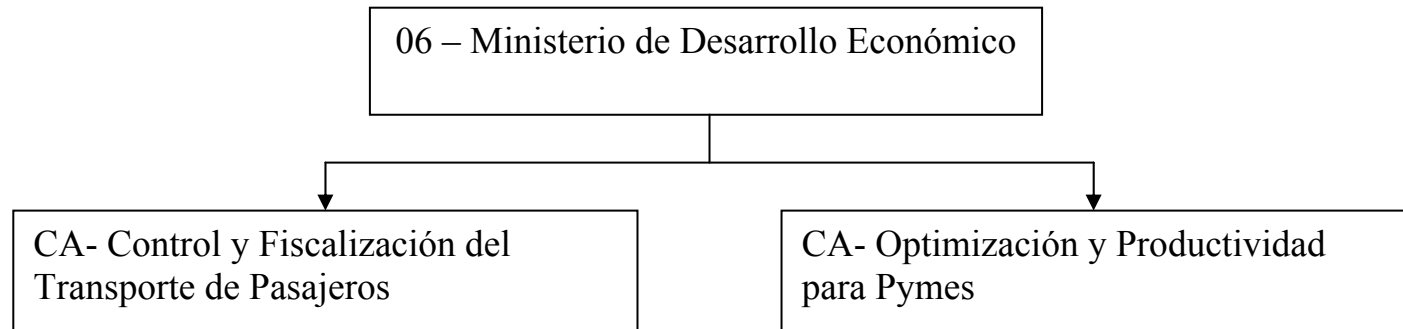 06 – Ministerio de Desarrollo Económico
CA- Control y Fiscalización del
Transporte de Pasajeros
CA- Optimización y Productividad
para Pymes